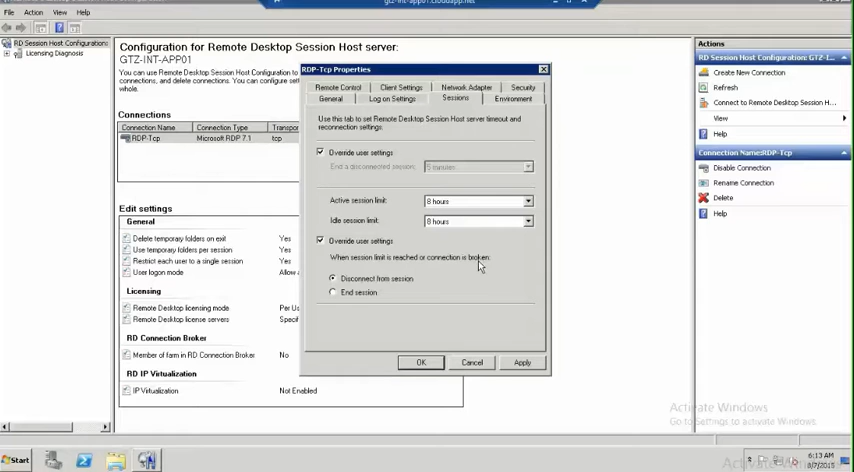 gtz-int-app01.cloudapp.net
File Action View Help
RD Session Host Configuration:
Licensing Diagnosis
Configuration for Remote Desktop Session Host server:
GTZ-INT-APP01
You can use Remote Desktop Session Host Configuration to
connections, and delete connections. You can configure
whole.
Connections
Connection Name Connection Type Transpo
RDP-Tcp Microsoft RDP 7.1 tcp
Edit settings
General
Delete temporary folders on exit Yes
Use temporary folders per session Yes
Restrict each user to a single session Yes
User logon mode Allow
Licensing
Remote Desktop licensing mode Per Us
Remote Desktop license servers Specif
RD Connection Broker
Member of farm in RD Connection Broker No
RD IP Virtualization
IP Virtualization Not Enabled
RDP-Tcp Properties
Remote Control Client Settings Network Adapter Security
General Log on Settings Sessions Environment
Use this tab to set Remote Desktop Session Host server timeout and
reconnection settings.
Override user settings
End a disconnected session: 5 minutes
Active session limit: 8 hours
Idle session limit: 8 hours
Override user settings
When session limit is reached or connection is broken:
Disconnect from session
End session
OK Cancel Apply
Actions
RD Session Host Configuration: GTZ-I...
Create New Connection
Refresh
Connect to Remote Desktop Session H...
View
Help
Connection Name:RDP-Tcp
Disable Connection
Rename Connection
Delete
Help
Activate Windows
Go to Settings to activate Windows.
Start
Activate Windows
6:13 AM
8/7/2015